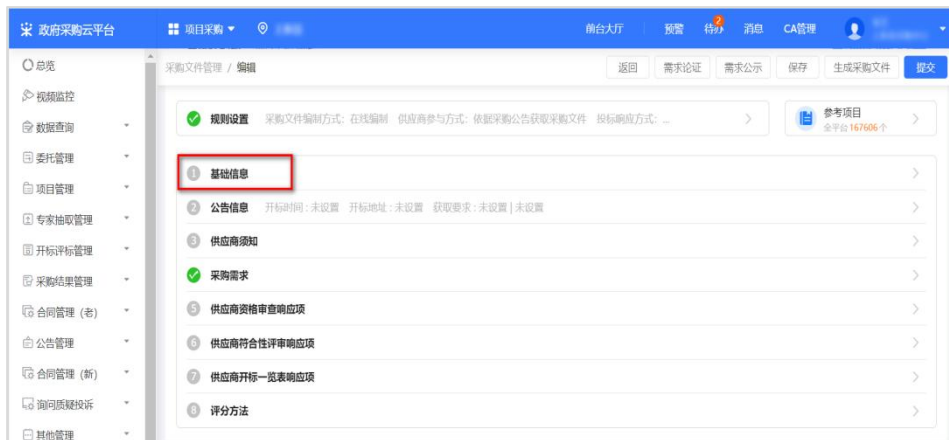 政府采购云平台 项目采购 前台大厅 预警 待办 2 消息 CA管理
总览
视频监控
数据查询
委托管理
项目管理
专家抽取管理
开标评标管理
采购结果管理
合同管理（老）
公告管理
合同管理（新）
询问质疑投诉
其他管理
采购文件管理 / 编辑 返回 需求论证 需求公示 保存 生成采购文件 提交
规则设置 采购文件编制方式：在线编制 供应商参与方式：依据采购公告获取采购文件 投标响应方式：...
参考项目
全平台167606个
1 基础信息
2 公告信息 开标时间：未设置 开标地址：未设置 获取要求：未设置 | 未设置
3 供应商须知
采购需求
5 供应商资格审查响应项
6 供应商符合性评审响应项
7 供应商开标一览表响应项
8 评分方法